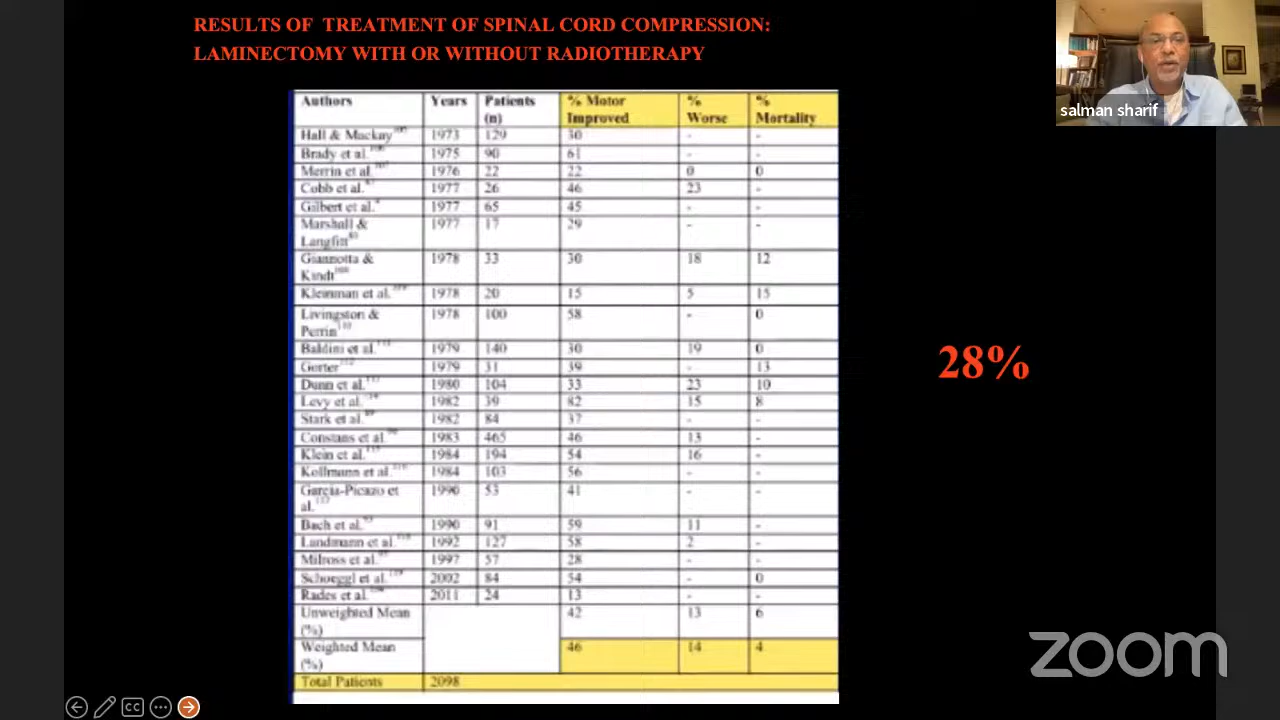 RESULTS OF TREATMENT OF SPINAL CORD COMPRESSION:
LAMINECTOMY WITH OR WITHOUT RADIOTHERAPY
salman sharif
Authors Years Patients (n) % Motor Improved % Worse % Mortality
Hall & Mackay 1973 129 30 - -
Brady et al. 1975 90 61 - -
Merrin et al. 1976 22 22 0 0
Cobb et al. 1977 26 46 23 -
Gilbert et al. 1977 65 45 - -
Marshall & Langfitt 1977 17 29 - -
Giannotta & Kindt 1978 33 30 18 12
Kleinman et al. 1978 20 15 5 15
Livingston & Perrin 1978 100 58 - 0
Baldini et al. 1979 140 30 19 0
Gorter 1979 31 39 - 13
Dunn et al. 1980 104 33 23 10
Levy et al. 1982 39 82 15 8
Stark et al. 1982 84 37 - -
Constans et al. 1983 465 46 13 -
Klein et al. 1984 194 54 16 -
Kollmann et al. 1984 103 56 - -
Garcia-Picazo et al. 1990 53 41 - -
Bach et al. 1990 91 59 11 -
Landmann et al. 1992 127 58 2 -
Milross et al. 1997 57 28 - -
Schoeggl et al. 2002 84 54 - 0
Rades et al. 2011 24 13 - -
Unweighted Mean (%) 42 13 6
Weighted Mean (%) 46 14 4
Total Patients 2098
28%
zoom
CC